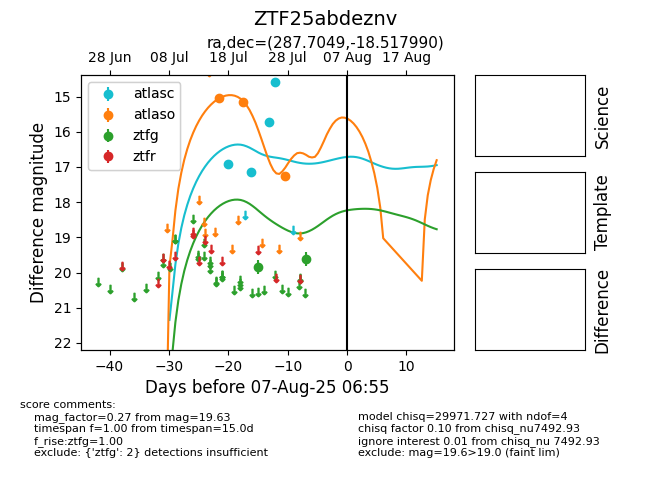 ZTF25abdeznv
ra,dec=(287.7049,-18.517990)
28 Jun 08 Jul 18 Jul 28 Jul 07 Aug 17 Aug
atlasc
atlaso
ztfg
ztfr
15
16
17
18
19
20
21
22
Difference magnitude
−40 −30 −20 −10 0 10
Days before 07-Aug-25 06:55
Science
Template
Difference
score comments:
mag_factor=0.27 from mag=19.63
timespan f=1.00 from timespan=15.0d
f_rise:ztfg=1.00
exclude: {'ztfg': 2} detections insufficient
model chisq=29971.727 with ndof=4
chisq factor 0.10 from chisq_nu7492.93
ignore interest 0.01 from chisq_nu 7492.93
exclude: mag=19.6>19.0 (faint lim)